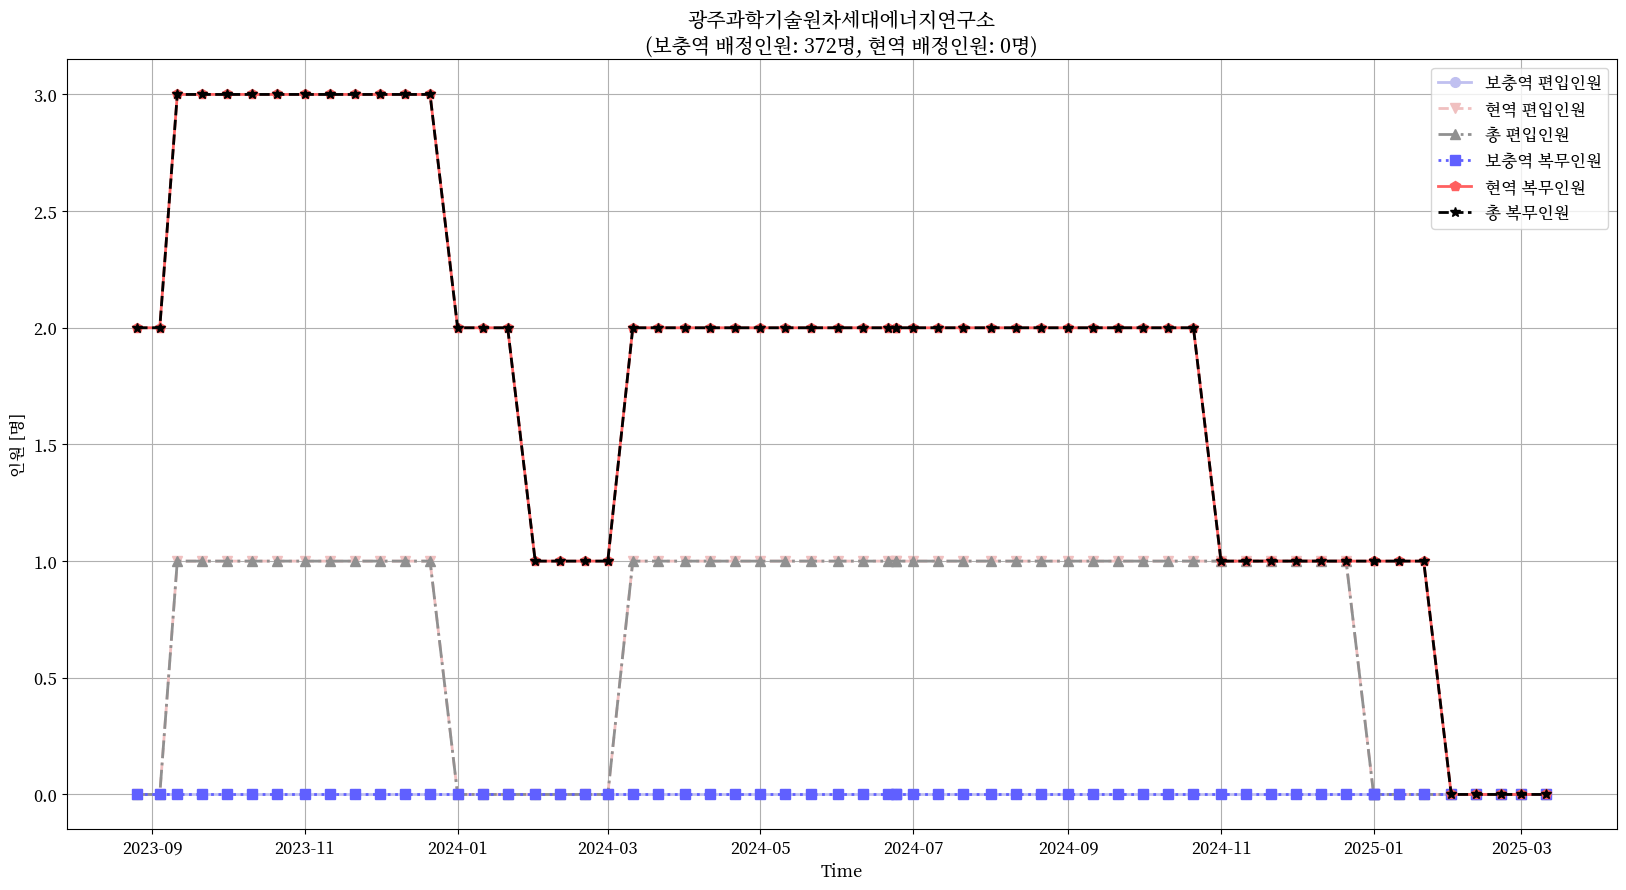 광주과학기술원차세대에너지연구소
(보충역 배정인원: 372명, 현역 배정인원: 0명)
보충역 편입인원
현역 편입인원
총 편입인원
보충역 복무인원
현역 복무인원
총 복무인원
인원 [명]
3.0
2.5
2.0
1.5
1.0
0.5
0.0
2023-09
2023-11
2024-01
2024-03
2024-05
2024-07
2024-09
2024-11
2025-01
2025-03
Time